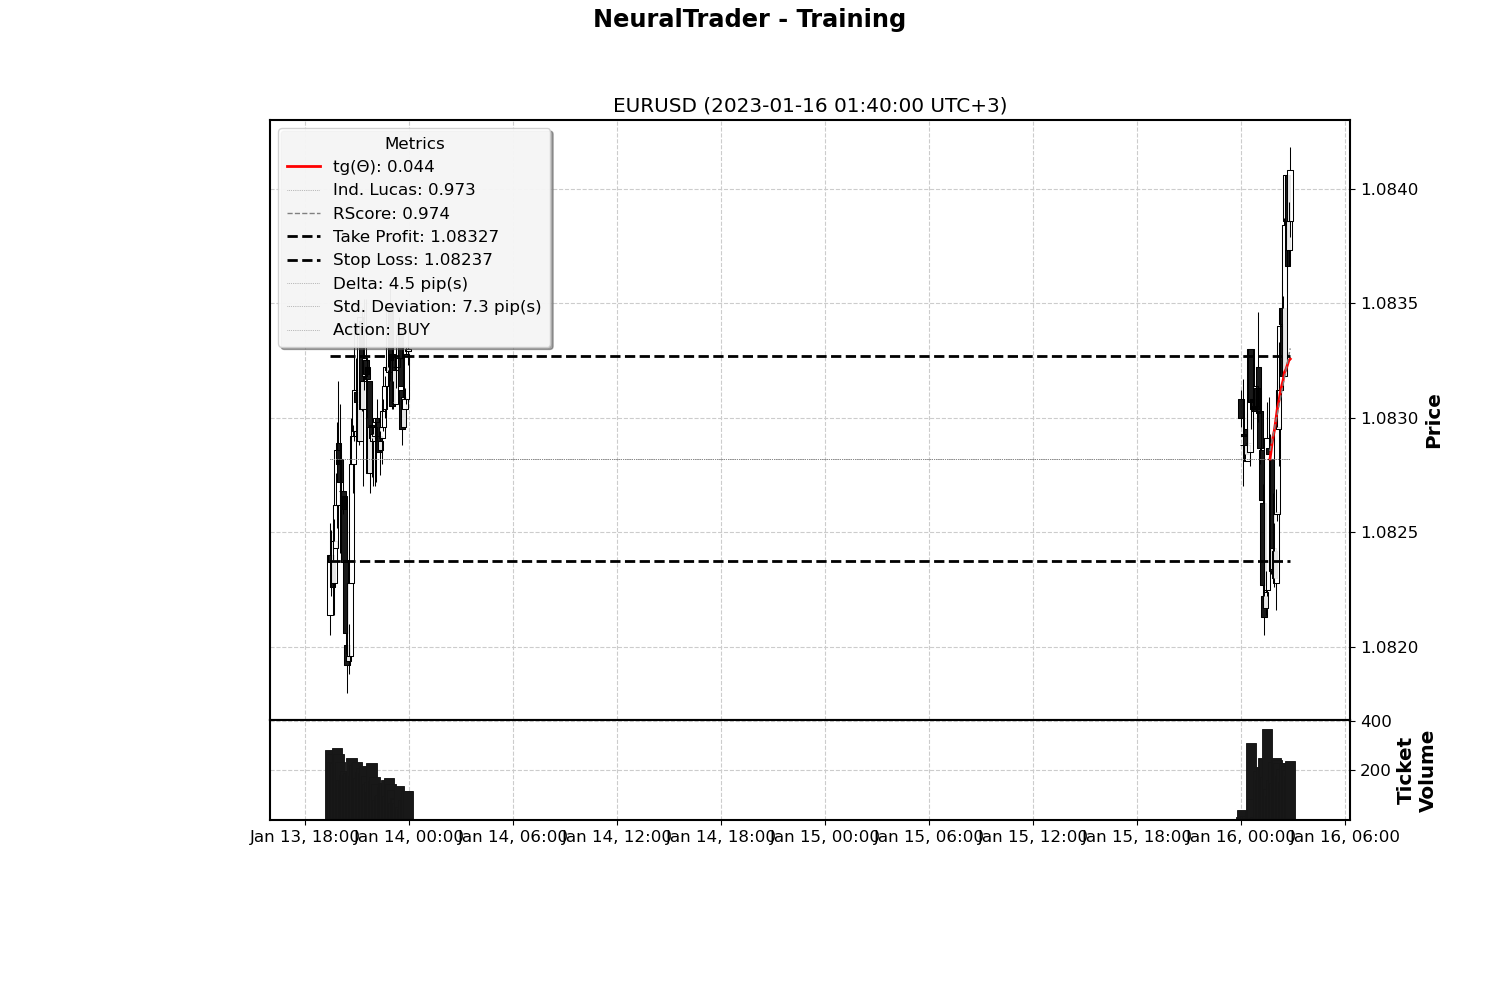 NeuralTrader - Training
EURUSD (2023-01-16 01:40:00 UTC+3)
Metrics
tg(Θ): 0.044
Ind. Lucas: 0.973
RScore: 0.974
Take Profit: 1.08327
Stop Loss: 1.08237
Delta: 4.5 pip(s)
Std. Deviation: 7.3 pip(s)
Action: BUY
1.0840
1.0835
1.0830
1.0825
1.0820
Price
400
200
Ticket
Volume
Jan 13, 18:00
Jan 14, 00:00
Jan 14, 06:00
Jan 14, 12:00
Jan 14, 18:00
Jan 15, 00:00
Jan 15, 06:00
Jan 15, 12:00
Jan 15, 18:00
Jan 16, 00:00
Jan 16, 06:00